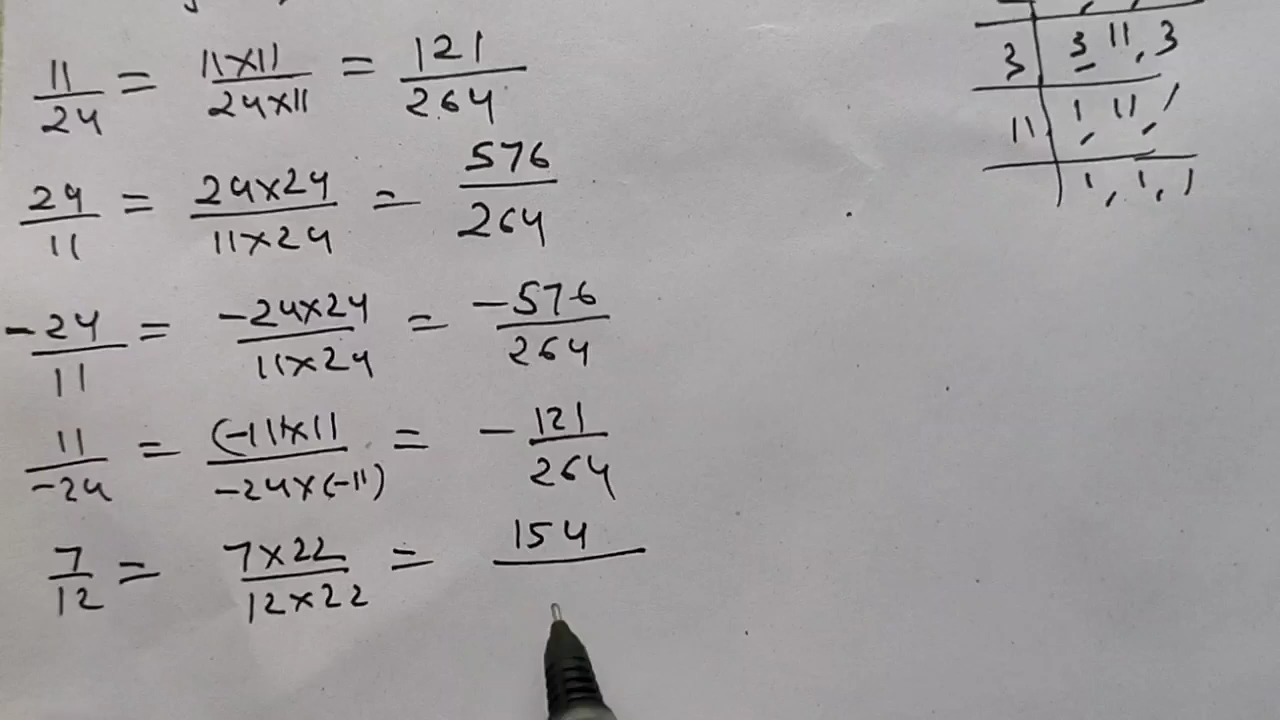 11/24 = 11×11/24×11 = 121/264
24/11 = 24×24/11×24 = 576/264
-24/11 = -24×24/11×24 = -576/264
11/-24 = (-11)×11/-24×(-11) = -121/264
7/12 = 7×22/12×22 = 154/
3 | 3 11, 3
11 | 1, 11, 1
1, 1, 1